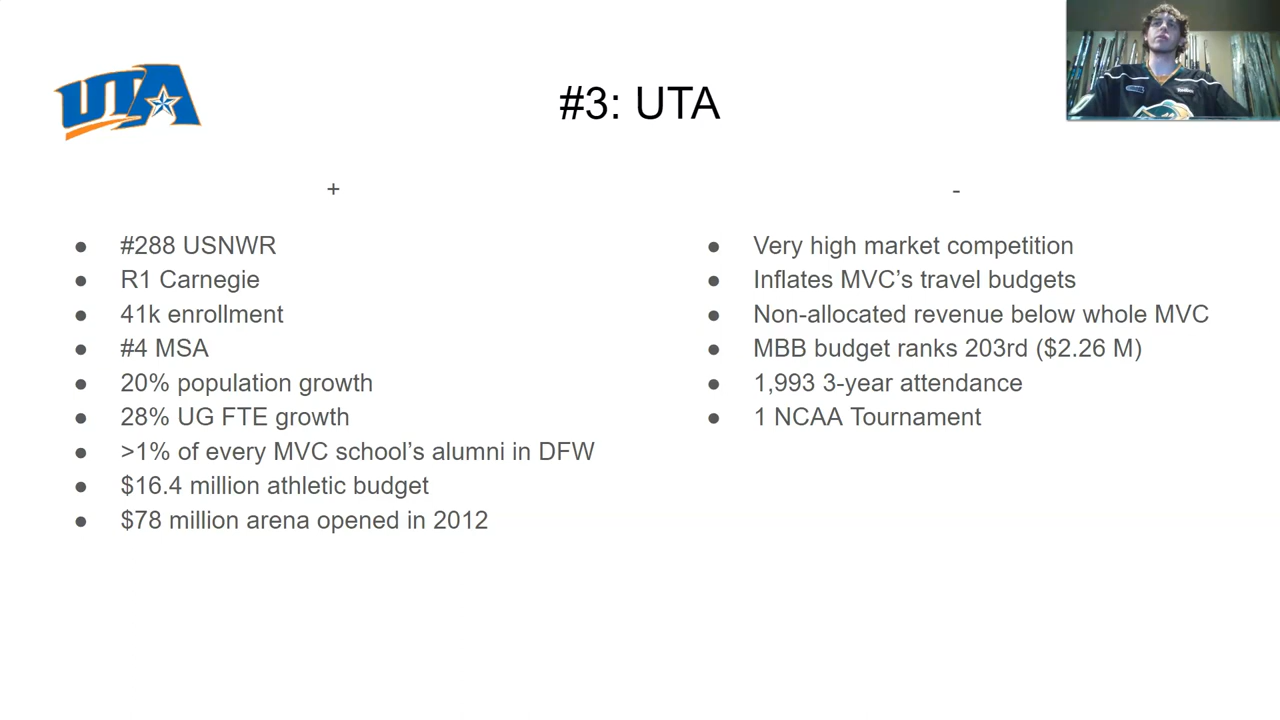 UTA
#3: UTA
+
● #288 USNWR
● R1 Carnegie
● 41k enrollment
● #4 MSA
● 20% population growth
● 28% UG FTE growth
● >1% of every MVC school’s alumni in DFW
● $16.4 million athletic budget
● $78 million arena opened in 2012
-
● Very high market competition
● Inflates MVC’s travel budgets
● Non-allocated revenue below whole MVC
● MBB budget ranks 203rd ($2.26 M)
● 1,993 3-year attendance
● 1 NCAA Tournament